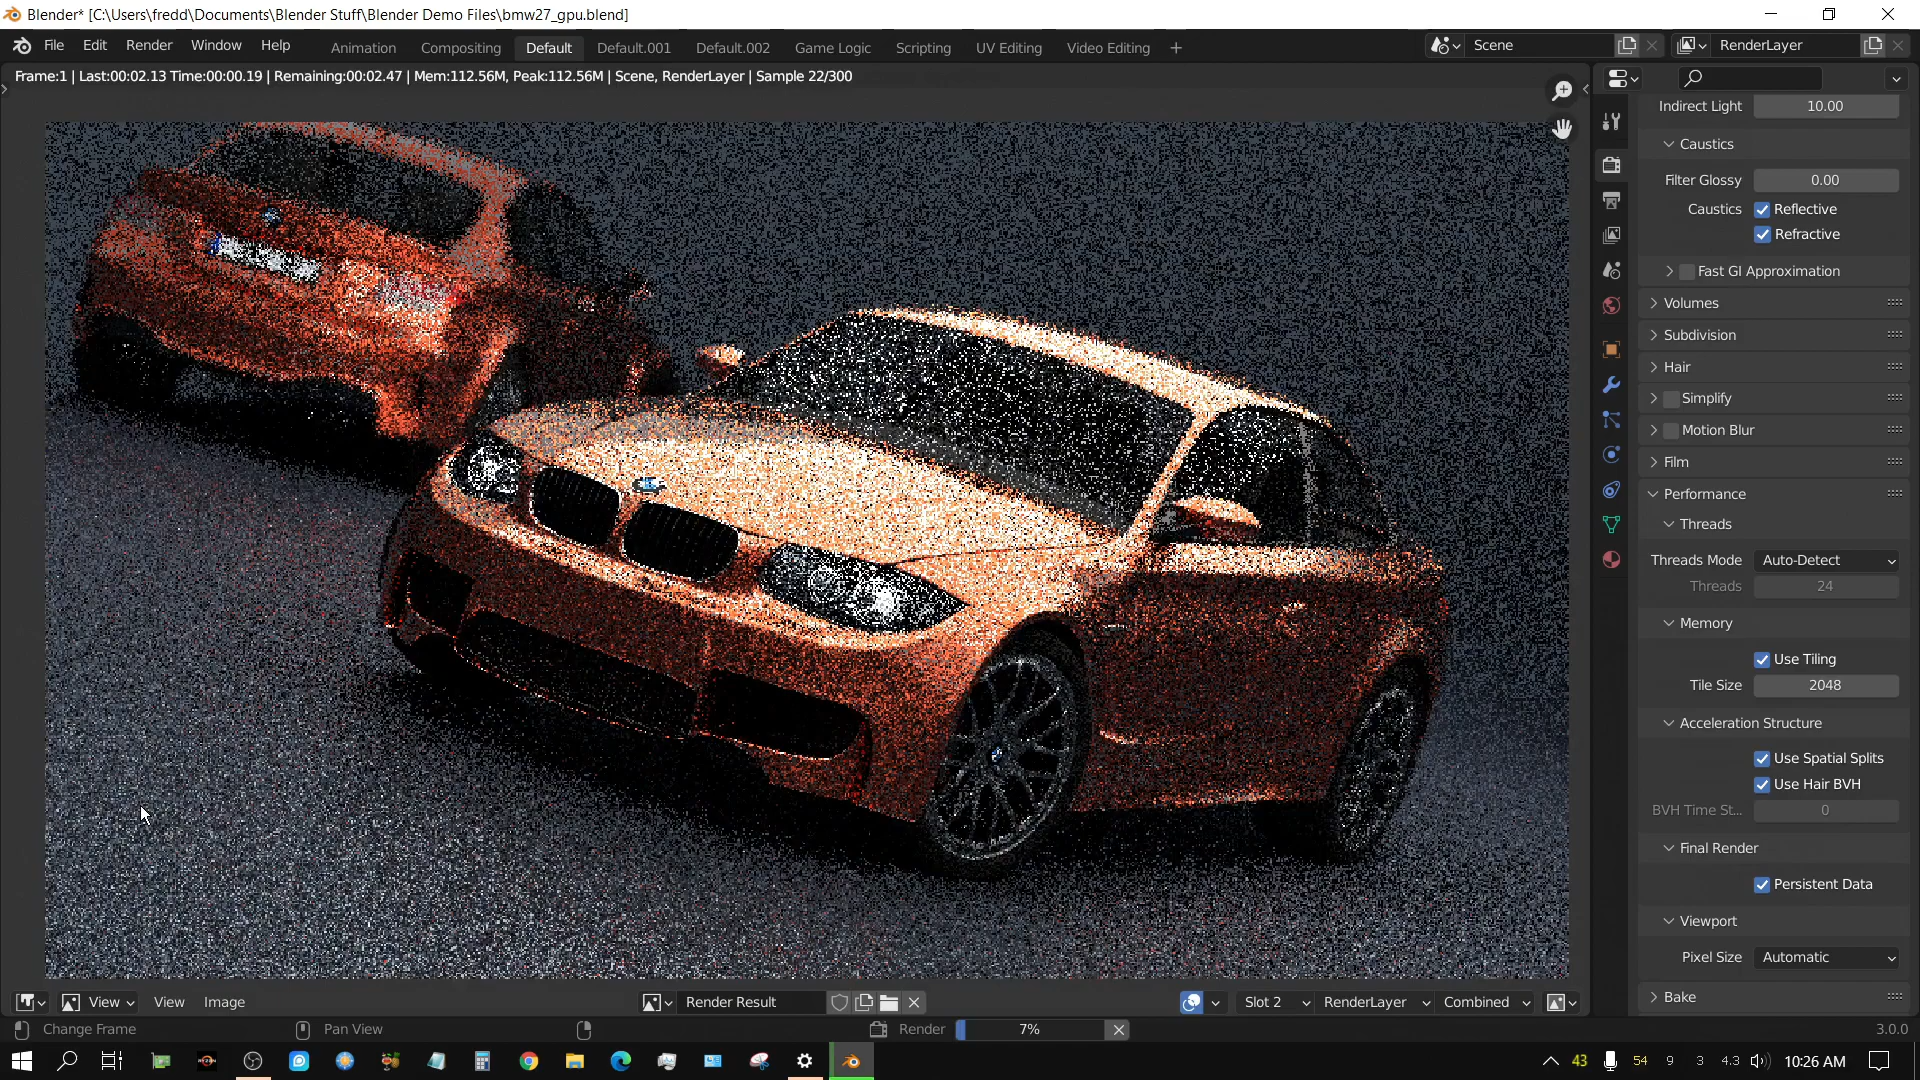 Blender* [C:\Users\fredd\Documents\Blender Stuff\Blender Demo Files\bmw27_gpu.blend]
File Edit Render Window Help Animation Compositing Default Default.001 Default.002 Game Logic Scripting UV Editing Video Editing + Scene RenderLayer
Frame:1 | Last:00:02.13 Time:00:00.19 | Remaining:00:02.47 | Mem:112.56M, Peak:112.56M | Scene, RenderLayer | Sample 22/300
Indirect Light 10.00
Caustics
Filter Glossy 0.00
Caustics Reflective
Refractive
Fast GI Approximation
Volumes
Subdivision
Hair
Simplify
Motion Blur
Film
Performance
Threads
Threads Mode Auto-Detect
Threads 24
Memory
Use Tiling
Tile Size 2048
Acceleration Structure
Use Spatial Splits
Use Hair BVH
BVH Time St... 0
Final Render
Persistent Data
Viewport
Pixel Size Automatic
Bake
View View Image Render Result Slot 2 RenderLayer Combined
Change Frame Pan View Render 7% 3.0.0
43 54 9 3 4.3 10:26 AM